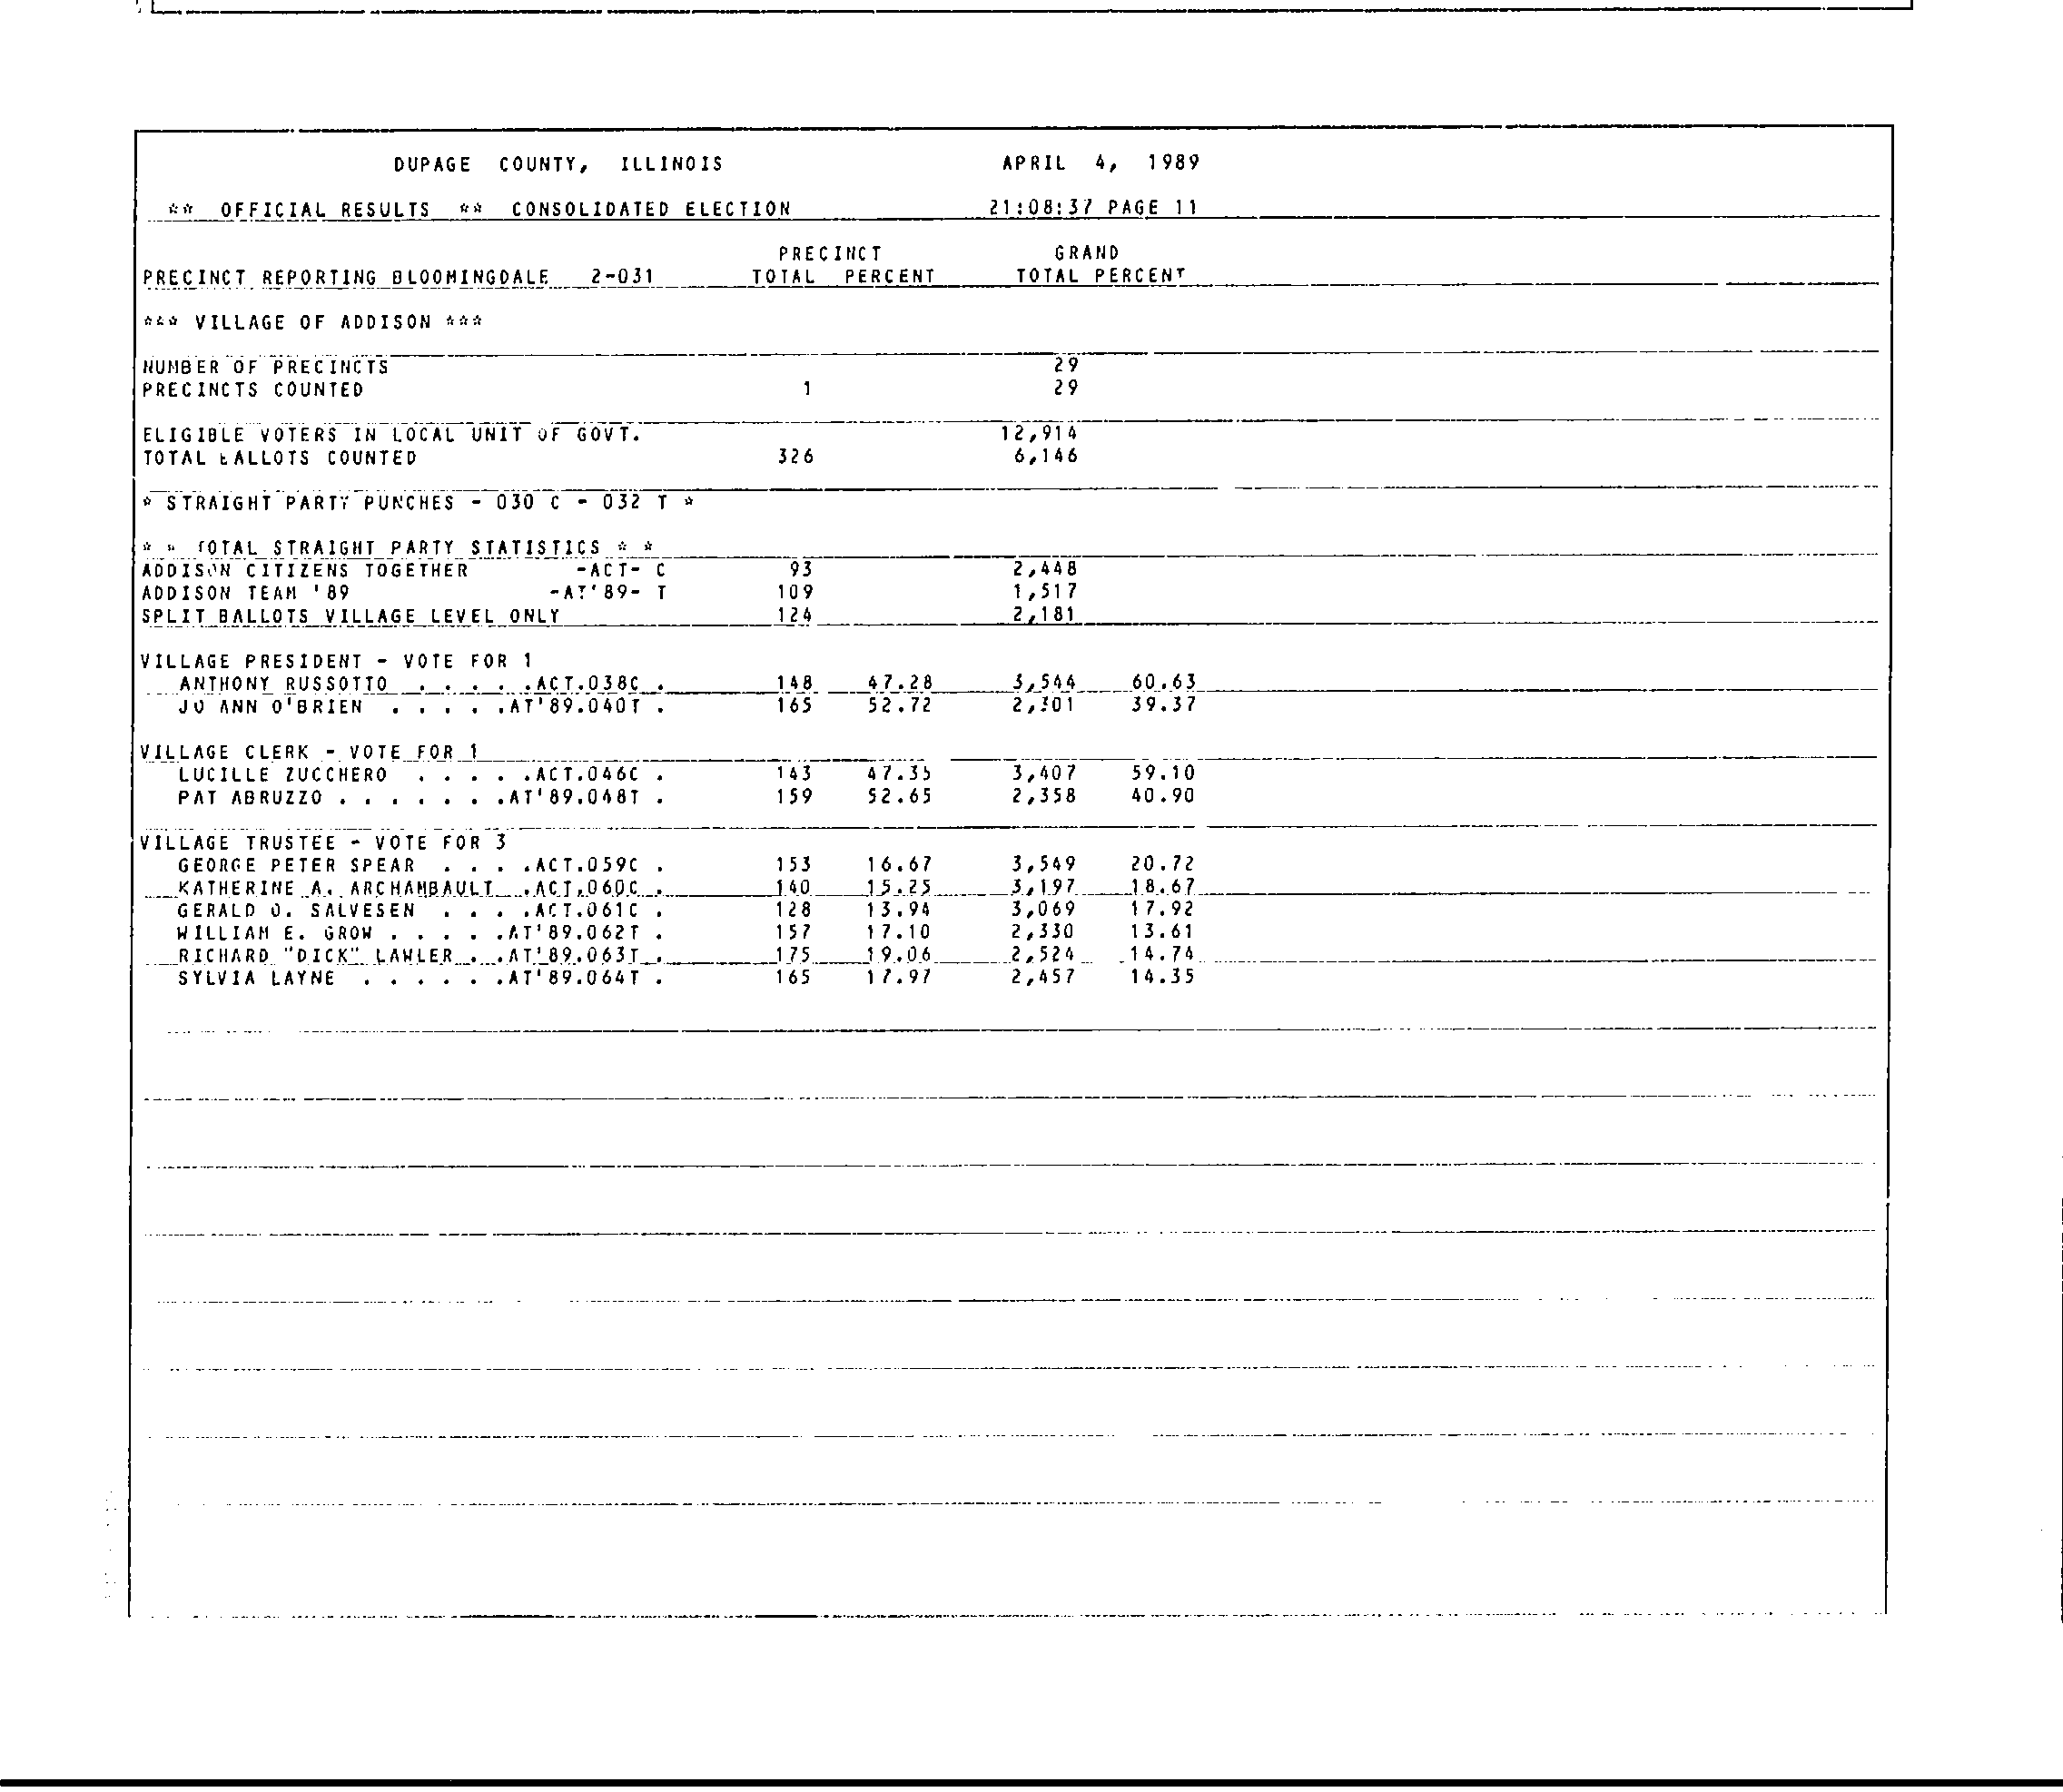 DUPAGE COUNTY, ILLINOIS APRIL 4, 1989
** OFFICIAL RESULTS ** CONSOLIDATED ELECTION 21:08:37 PAGE 11
PRECINCT GRAND
PRECINCT REPORTING BLOOMINGDALE 2-031 TOTAL PERCENT TOTAL PERCENT
*** VILLAGE OF ADDISON ***
NUMBER OF PRECINCTS 29
PRECINCTS COUNTED 1 29
ELIGIBLE VOTERS IN LOCAL UNIT OF GOVT. 12,914
TOTAL BALLOTS COUNTED 326 6,146
* STRAIGHT PARTY PUNCHES - 030 C - 032 T *
* * TOTAL STRAIGHT PARTY STATISTICS * *
ADDISON CITIZENS TOGETHER -ACT- C 93 2,448
ADDISON TEAM '89 -AT'89- T 109 1,517
SPLIT BALLOTS VILLAGE LEVEL ONLY 124 2,181
VILLAGE PRESIDENT - VOTE FOR 1
ANTHONY RUSSOTTO . . . . .ACT.038C . 148 47.28 3,544 60.63
JO ANN O'BRIEN . . . . .AT'89.040T . 165 52.72 2,301 39.37
VILLAGE CLERK - VOTE FOR 1
LUCILLE ZUCCHERO . . . . .ACT.046C . 143 47.35 3,407 59.10
PAT ABRUZZO . . . . . . .AT'89.048T . 159 52.65 2,358 40.90
VILLAGE TRUSTEE - VOTE FOR 3
GEORGE PETER SPEAR . . . .ACT.059C . 153 16.67 3,549 20.72
KATHERINE A. ARCHAMBAULT .ACT.060C . 140 15.25 3,197 18.67
GERALD O. SALVESEN . . . .ACT.061C . 128 13.94 3,069 17.92
WILLIAM E. GROW . . . . .AT'89.062T . 157 17.10 2,330 13.61
RICHARD "DICK" LAWLER . .AT'89.063T . 175 19.06 2,524 14.74
SYLVIA LAYNE . . . . . .AT'89.064T . 165 17.97 2,457 14.35